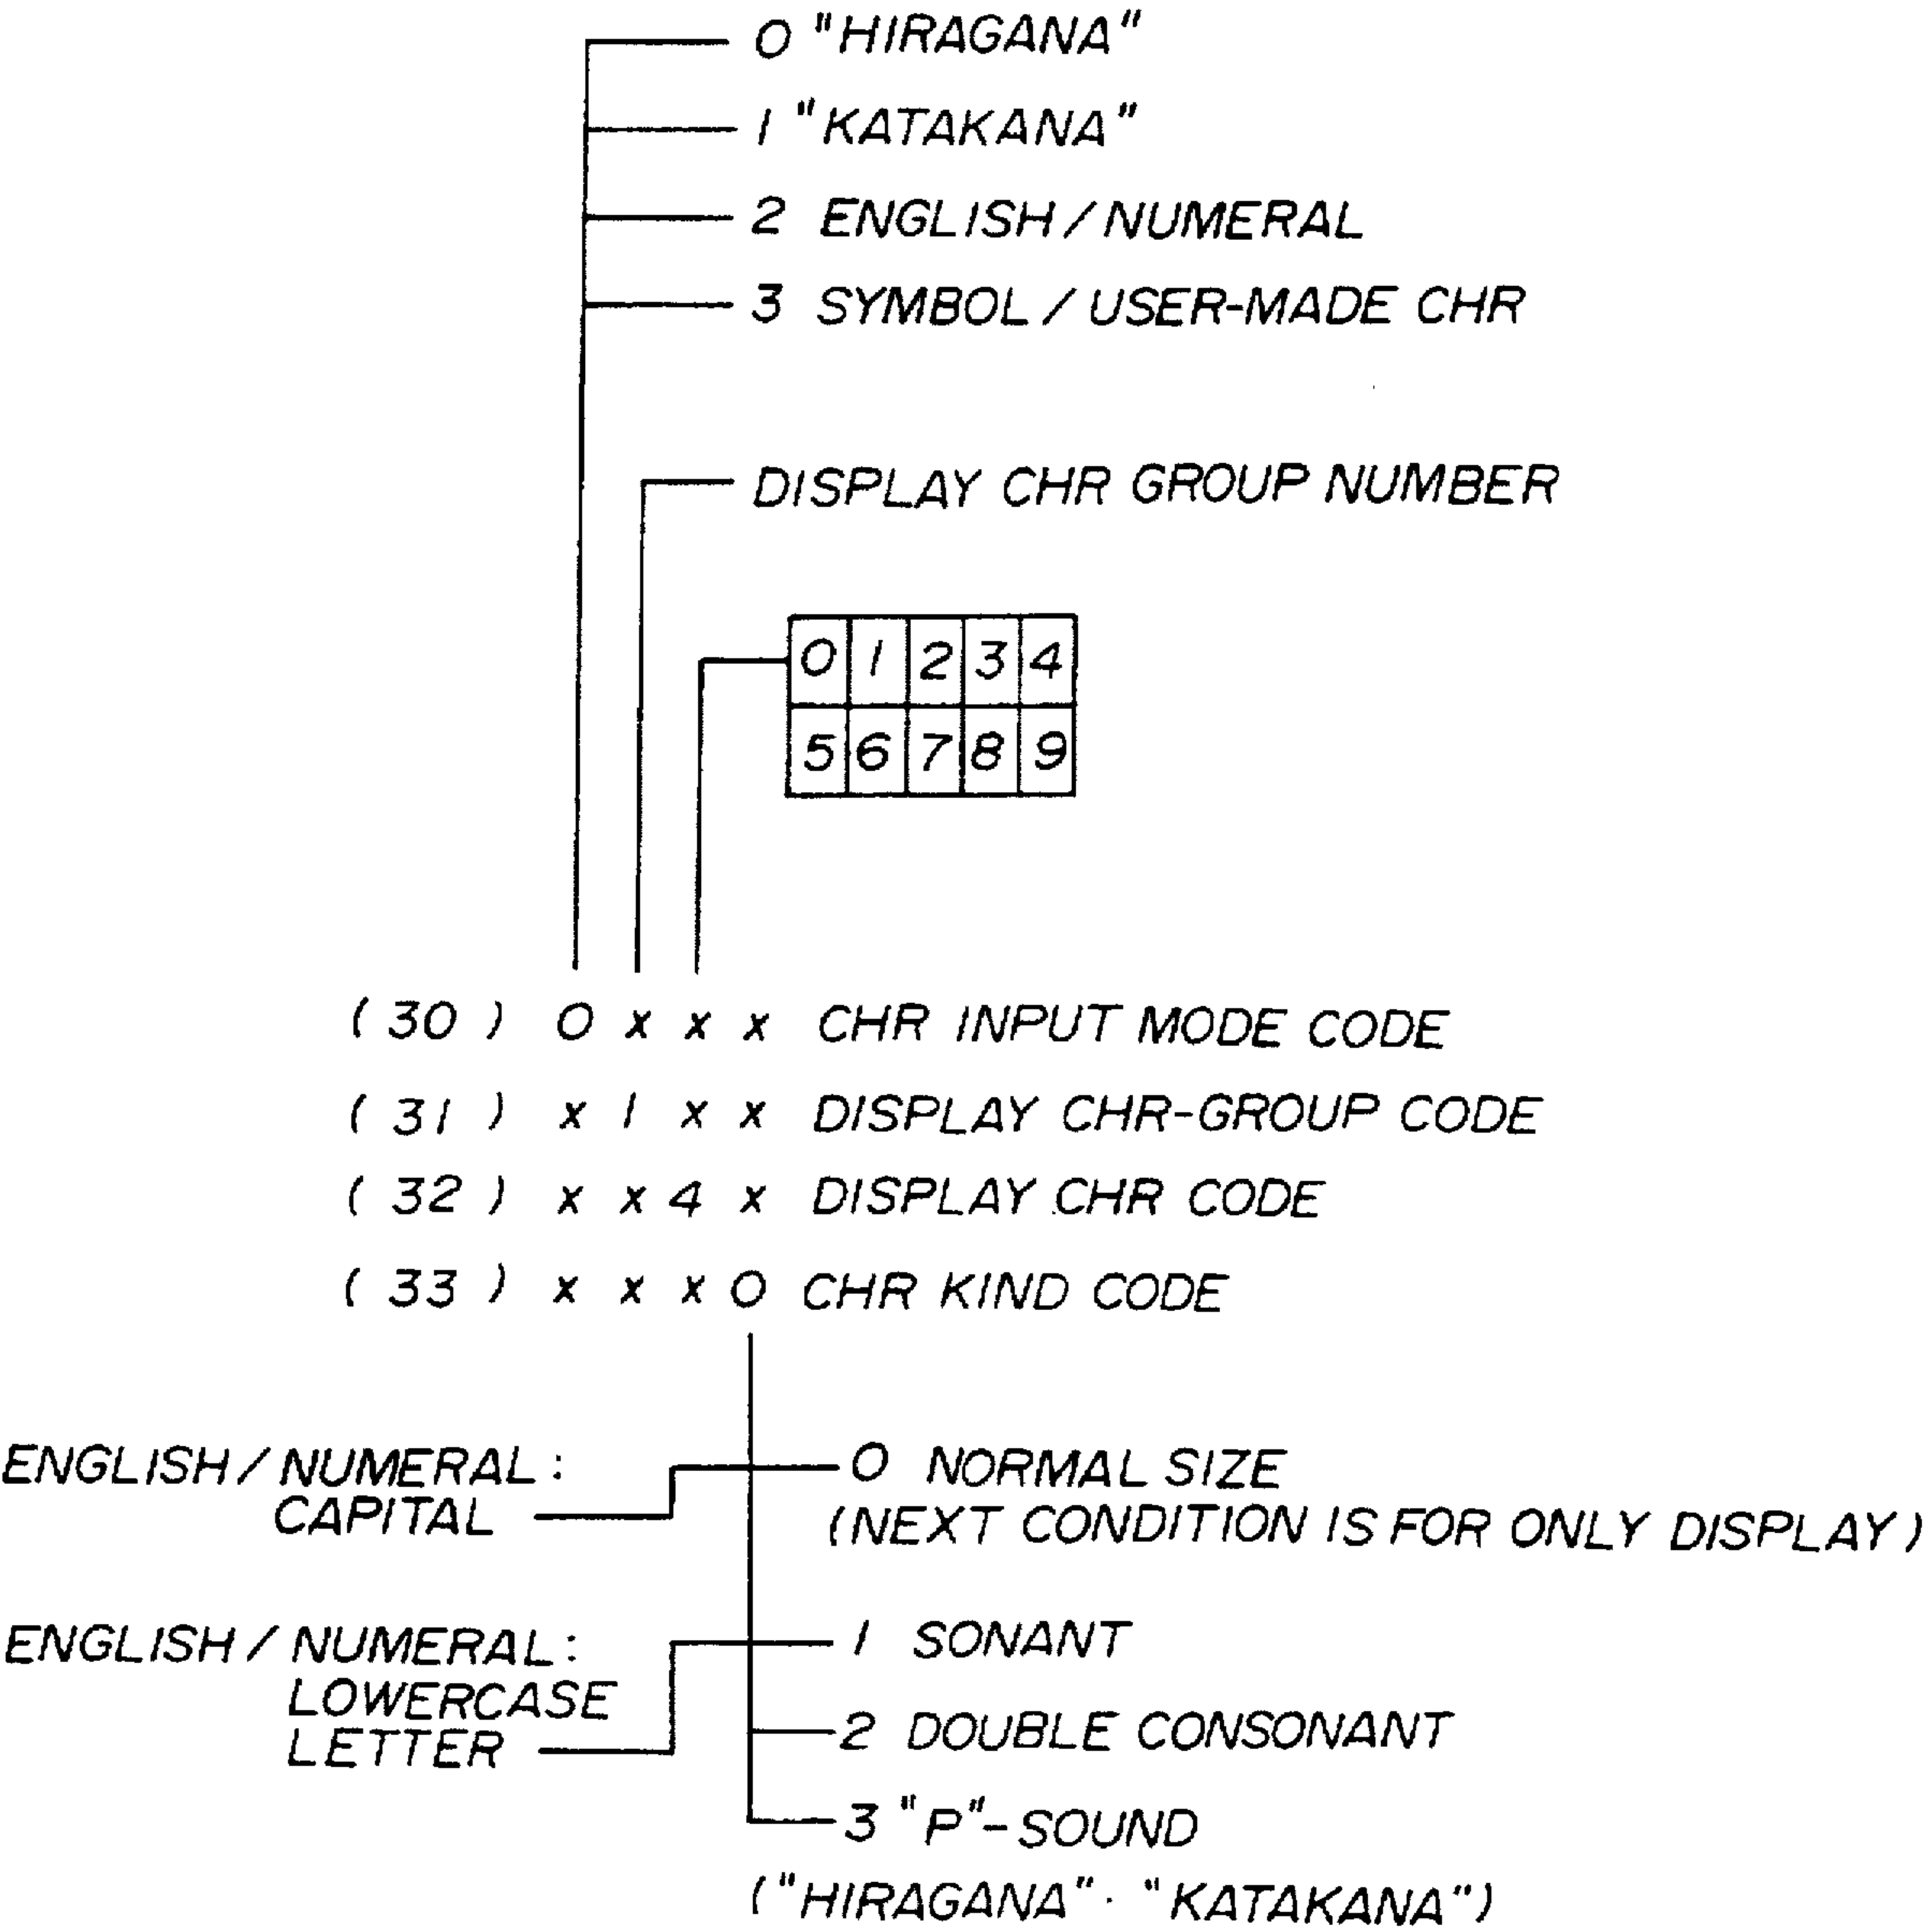 0 "HIRAGANA"
1 "KATAKANA"
2 ENGLISH/NUMERAL
3 SYMBOL/USER-MADE CHR
DISPLAY CHR GROUP NUMBER
0 1 2 3 4
5 6 7 8 9
(30) 0 x x x CHR INPUT MODE CODE
(31) x 1 x x DISPLAY CHR-GROUP CODE
(32) x x 4 x DISPLAY CHR CODE
(33) x x x 0 CHR KIND CODE
ENGLISH/NUMERAL:
CAPITAL
0 NORMAL SIZE
(NEXT CONDITION IS FOR ONLY DISPLAY)
ENGLISH/NUMERAL:
LOWERCASE
LETTER
1 SONANT
2 DOUBLE CONSONANT
3 "P"-SOUND
("HIRAGANA"· "KATAKANA")